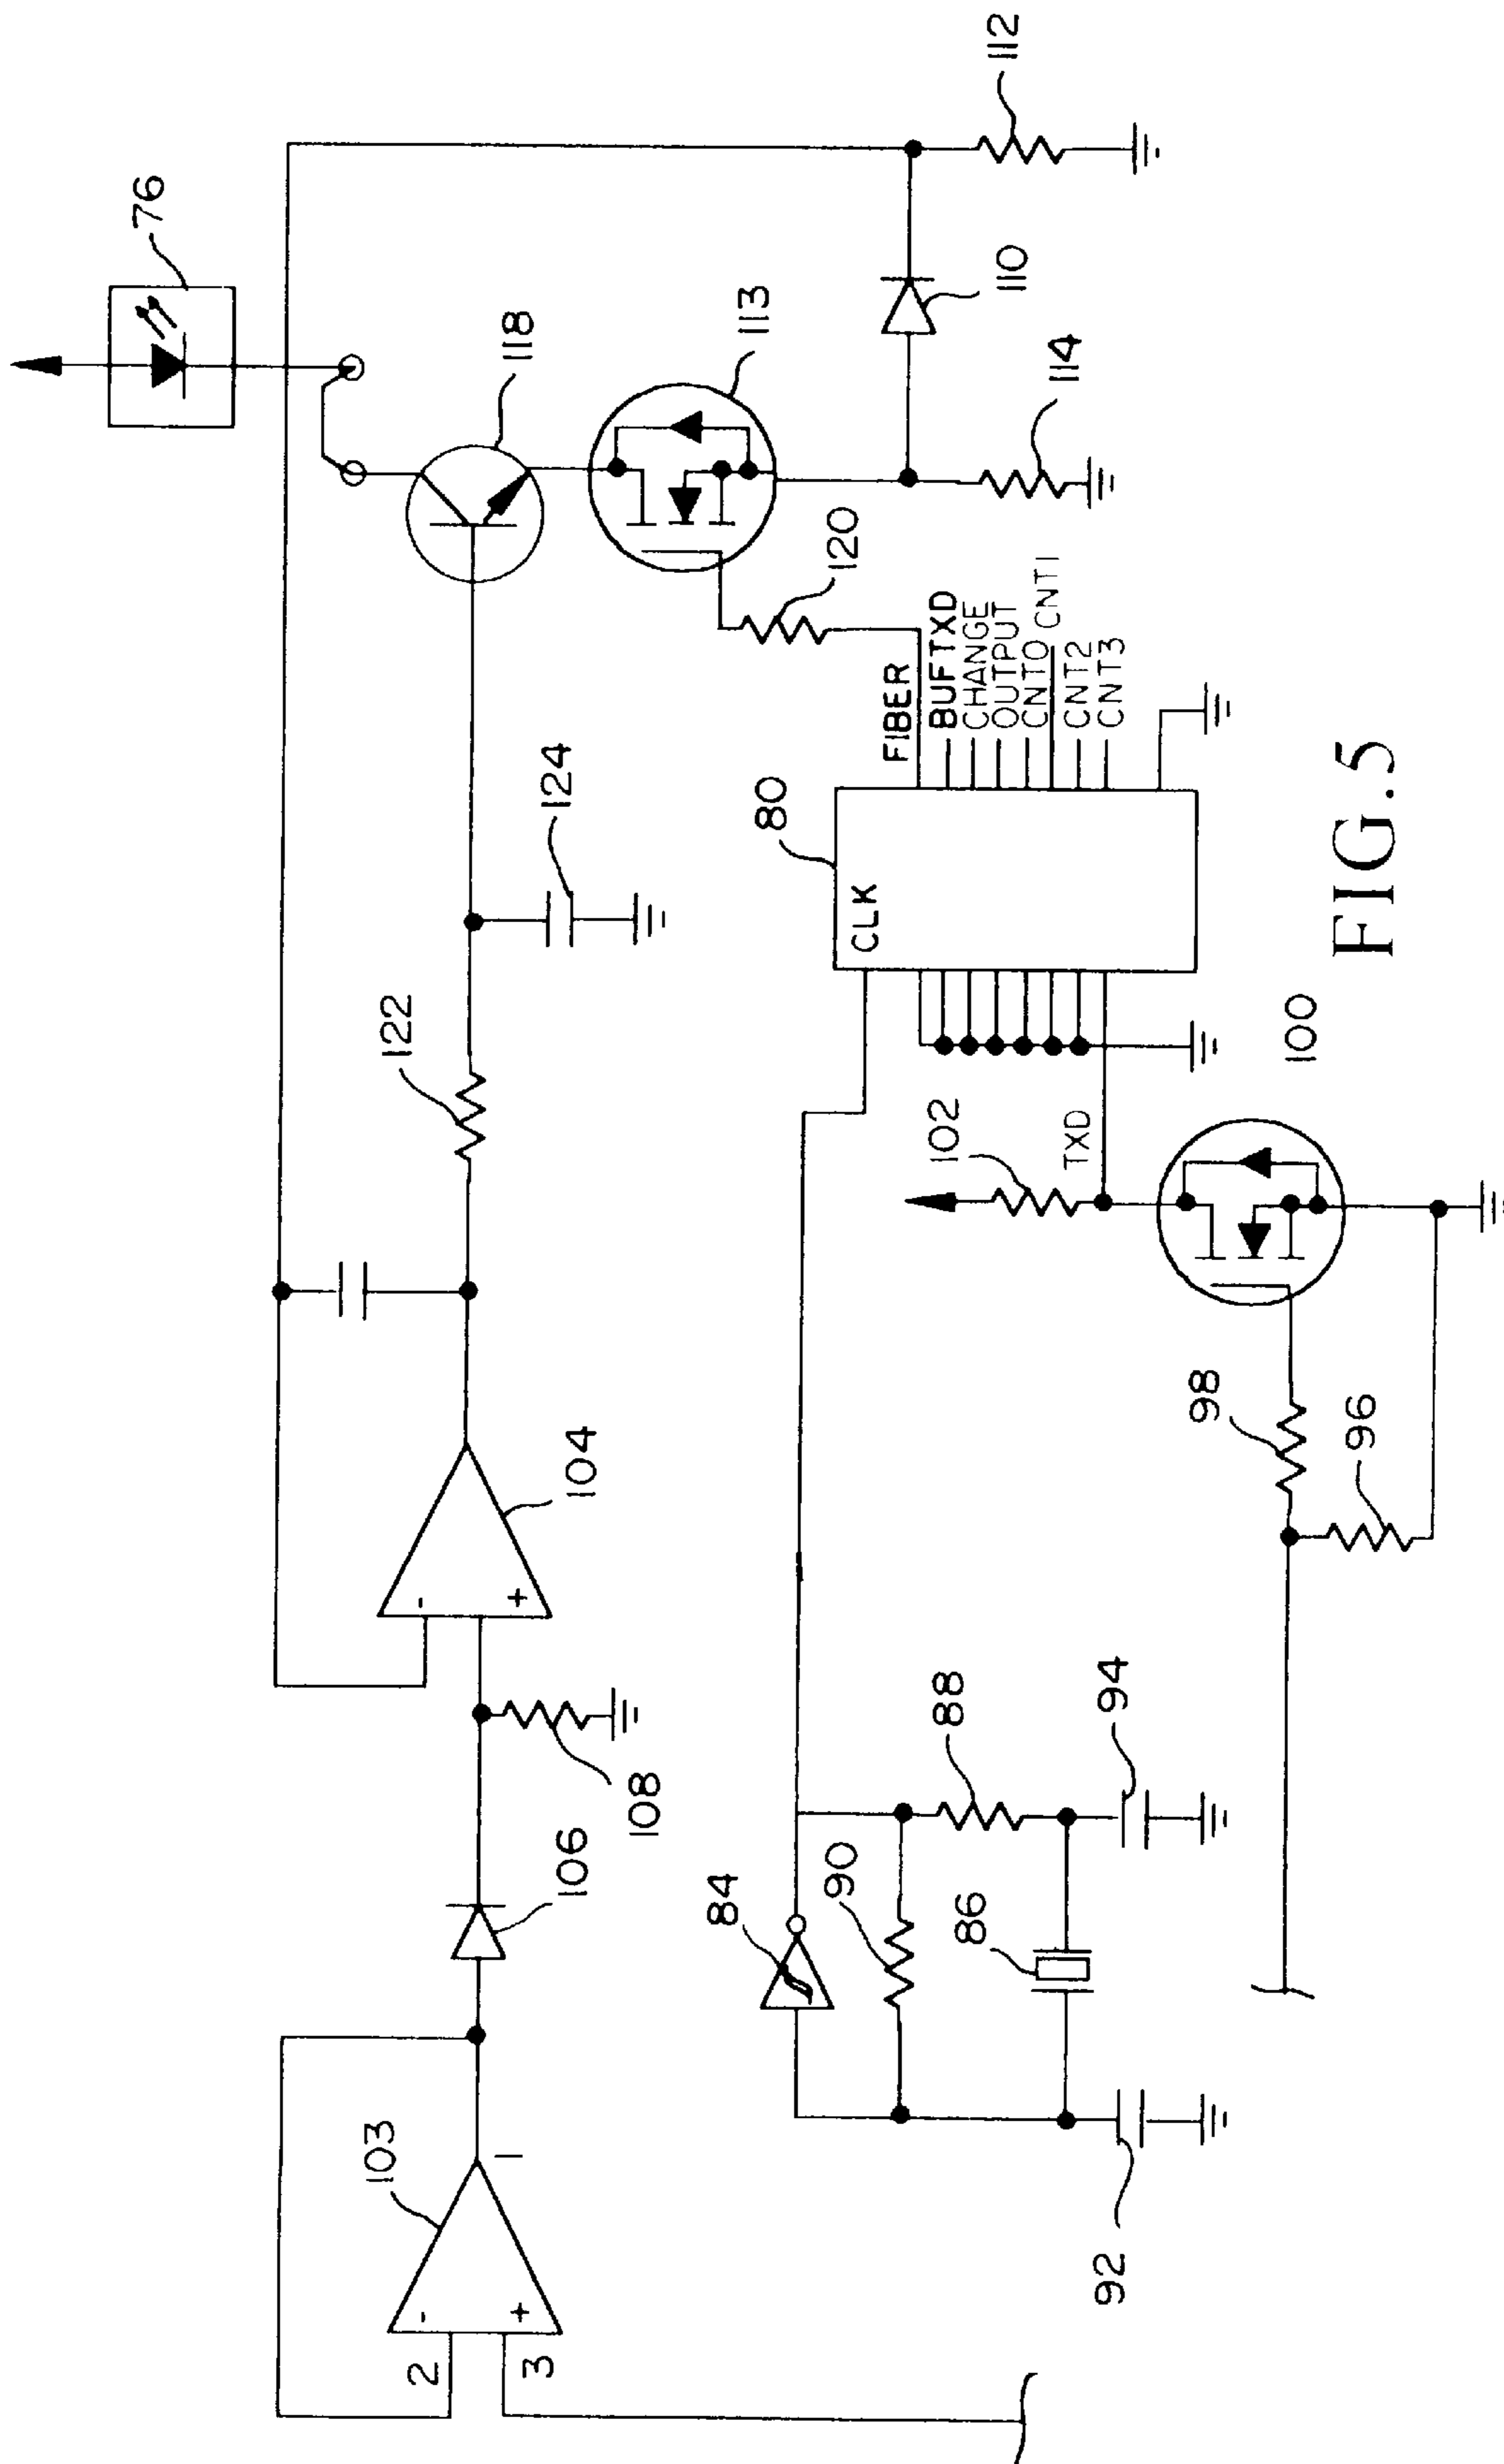 76
118
113
112
110
114
120
124
122
104
-
+
108
106
103
1
-
+
2
3
FIBER
BUFTXD
CHANGE
OUTPUT
CNT0
CNT1
CNT2
CNT3
80
CLK
102
TXD
100
98
96
84
90
88
86
94
92
FIG.5